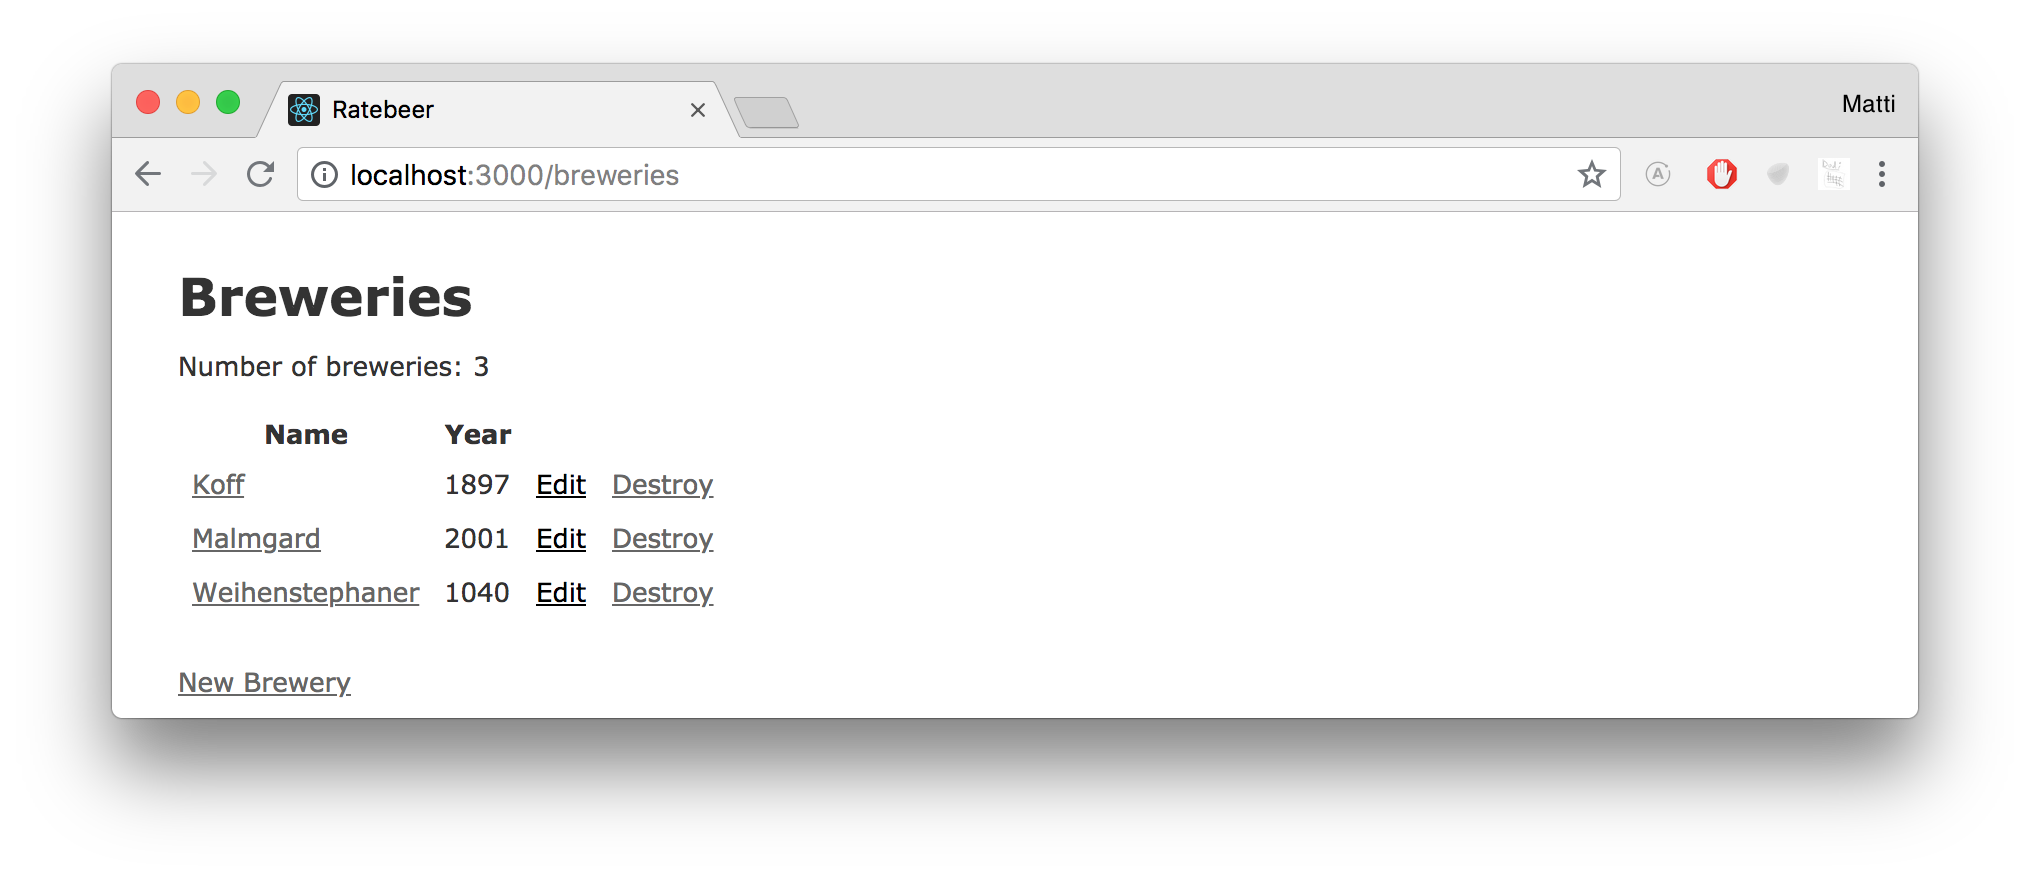 Ratebeer
Matti
localhost:3000/breweries
Breweries
Number of breweries: 3
Name Year
Koff 1897 Edit Destroy
Malmgard 2001 Edit Destroy
Weihenstephaner 1040 Edit Destroy
New Brewery